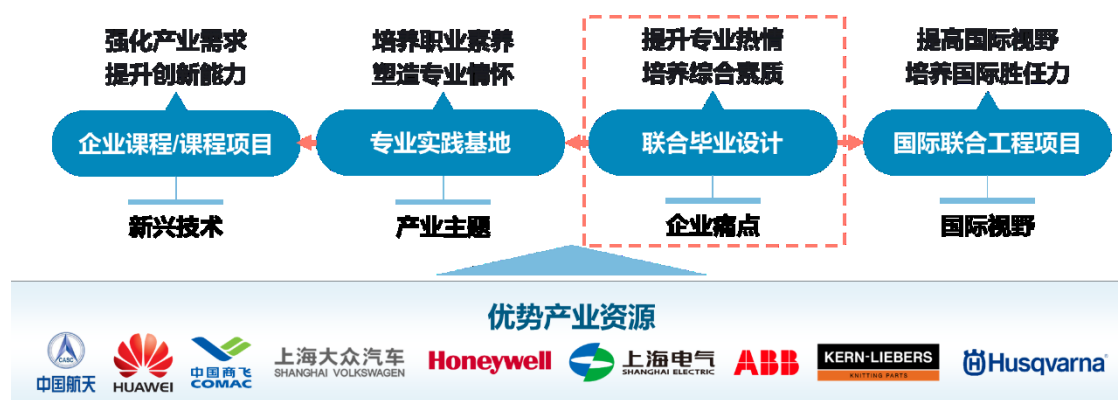 强化产业需求
提升创新能力
培养职业素养
塑造专业情怀
提升专业热情
培养综合素质
提高国际视野
培养国际胜任力
企业课程/课程项目
专业实践基地
联合毕业设计
国际联合工程项目
新兴技术
产业主题
企业痛点
国际视野
优势产业资源
CASC
中国航天
HUAWEI
中国商飞
COMAC
上海大众汽车
SHANGHAI VOLKSWAGEN
Honeywell
上海电气
SHANGHAI ELECTRIC
ABB
KERN-LIEBERS
KNITTING PARTS
Husqvarna